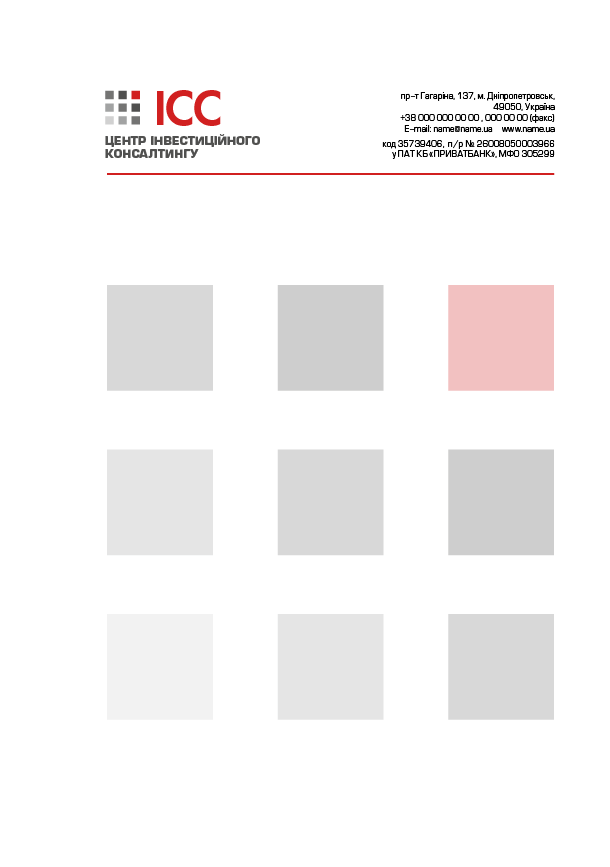 ICC
ЦЕНТР ІНВЕСТИЦІЙНОГО
КОНСАЛТИНГУ
пр-т Гагаріна, 137, м. Дніпропетровськ,
49050, Україна
+38 000 000 00 00 , 000 00 00 (факс)
E-mail: name@name.ua www.name.ua
код 35739406, п/р № 26008050003966
у ПАТ КБ «ПРИВАТБАНК», МФО 305299